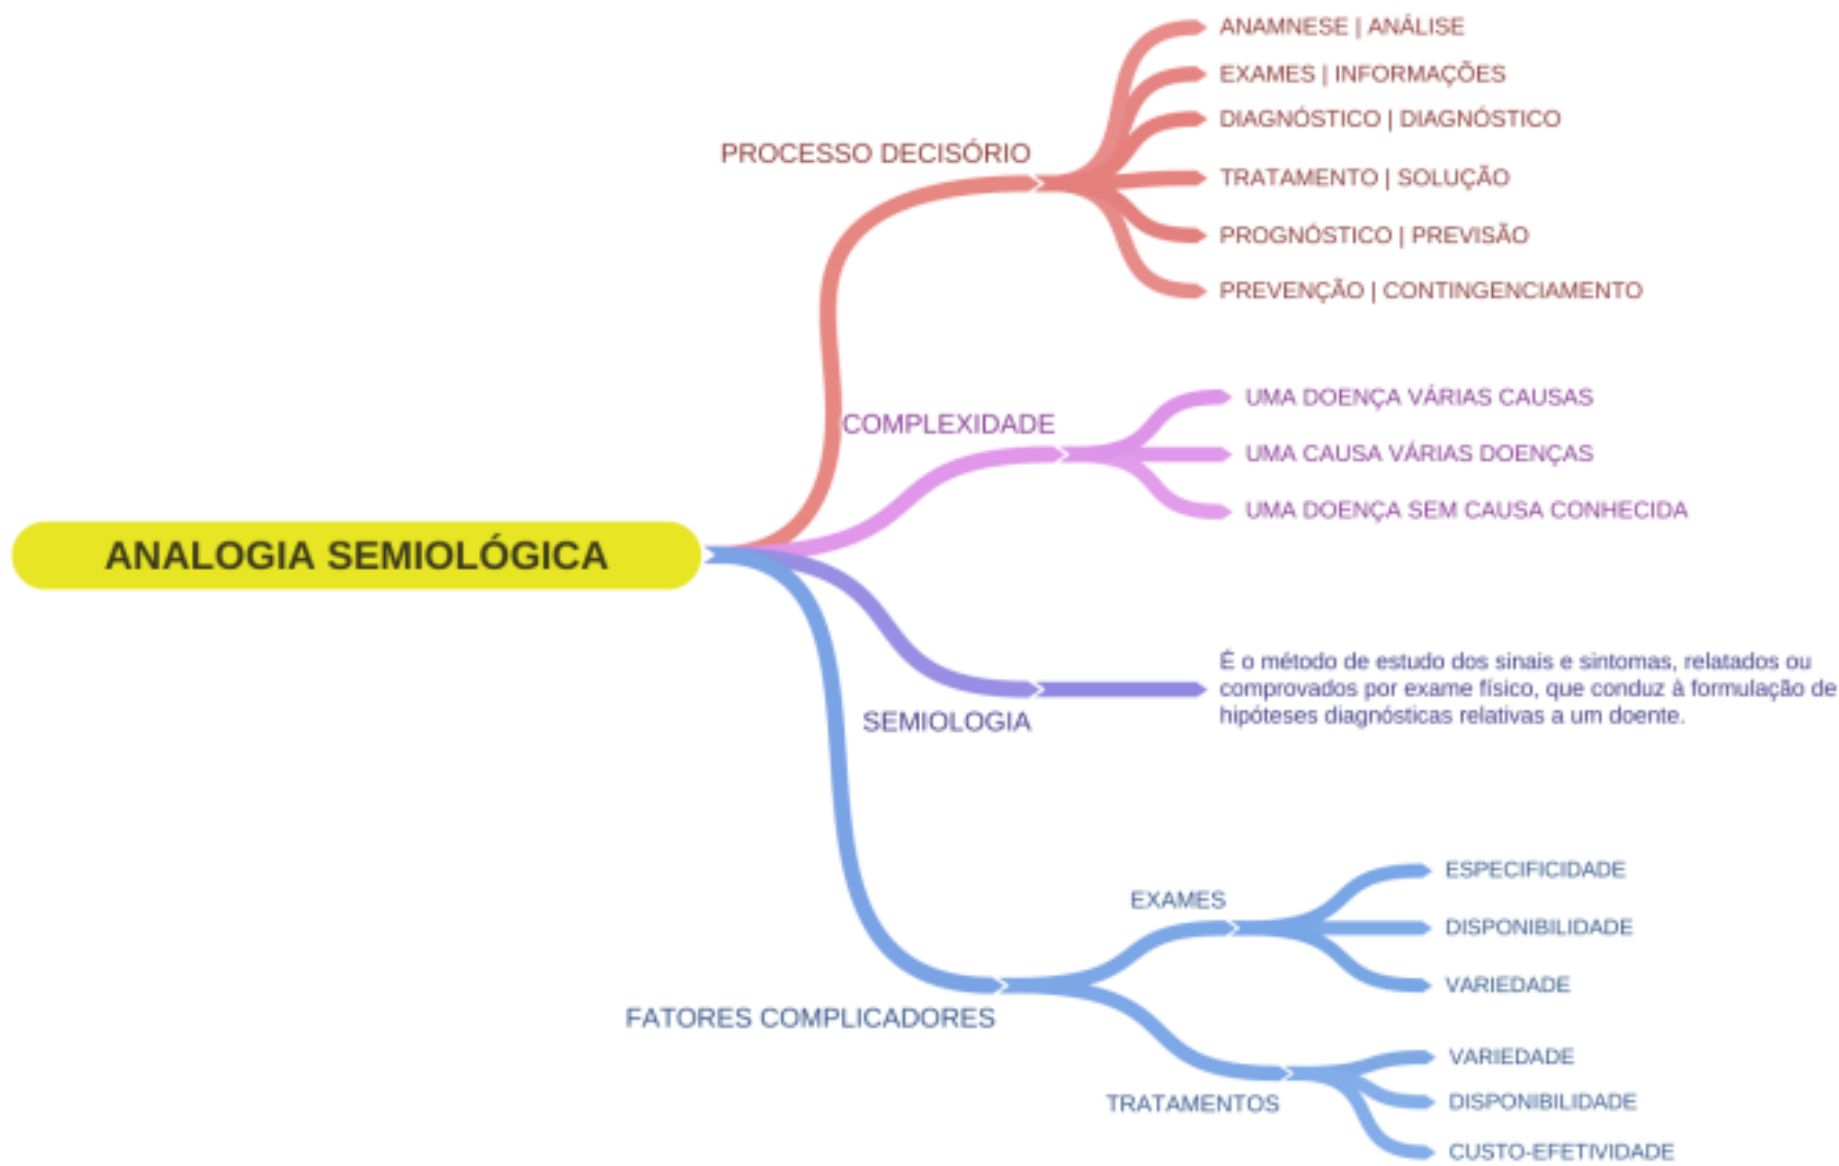 ANAMNESE | ANÁLISE
EXAMES | INFORMAÇÕES
DIAGNÓSTICO | DIAGNÓSTICO
PROCESSO DECISÓRIO
TRATAMENTO | SOLUÇÃO
PROGNÓSTICO | PREVISÃO
PREVENÇÃO | CONTINGENCIAMENTO
UMA DOENÇA VÁRIAS CAUSAS
COMPLEXIDADE
UMA CAUSA VÁRIAS DOENÇAS
UMA DOENÇA SEM CAUSA CONHECIDA
ANALOGIA SEMIOLÓGICA
É o método de estudo dos sinais e sintomas, relatados ou
comprovados por exame físico, que conduz à formulação de
hipóteses diagnósticas relativas a um doente.
SEMIOLOGIA
ESPECIFICIDADE
EXAMES
DISPONIBILIDADE
VARIEDADE
FATORES COMPLICADORES
VARIEDADE
TRATAMENTOS
DISPONIBILIDADE
CUSTO-EFETIVIDADE